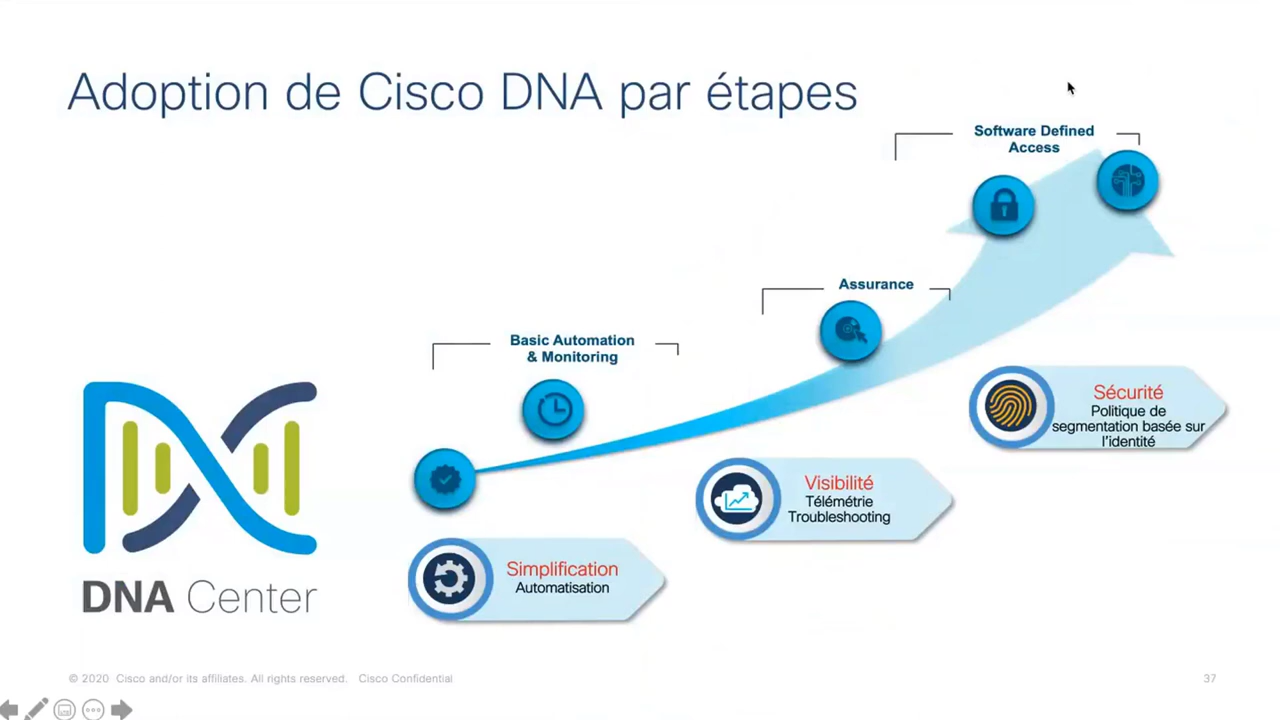 Adoption de Cisco DNA par étapes
Software Defined
Access
Assurance
Basic Automation
& Monitoring
Sécurité
Politique de
segmentation basée sur
l'identité
Visibilité
Télémétrie
Troubleshooting
Simplification
Automatisation
DNA Center
© 2020 Cisco and/or its affiliates. All rights reserved. Cisco Confidential
37